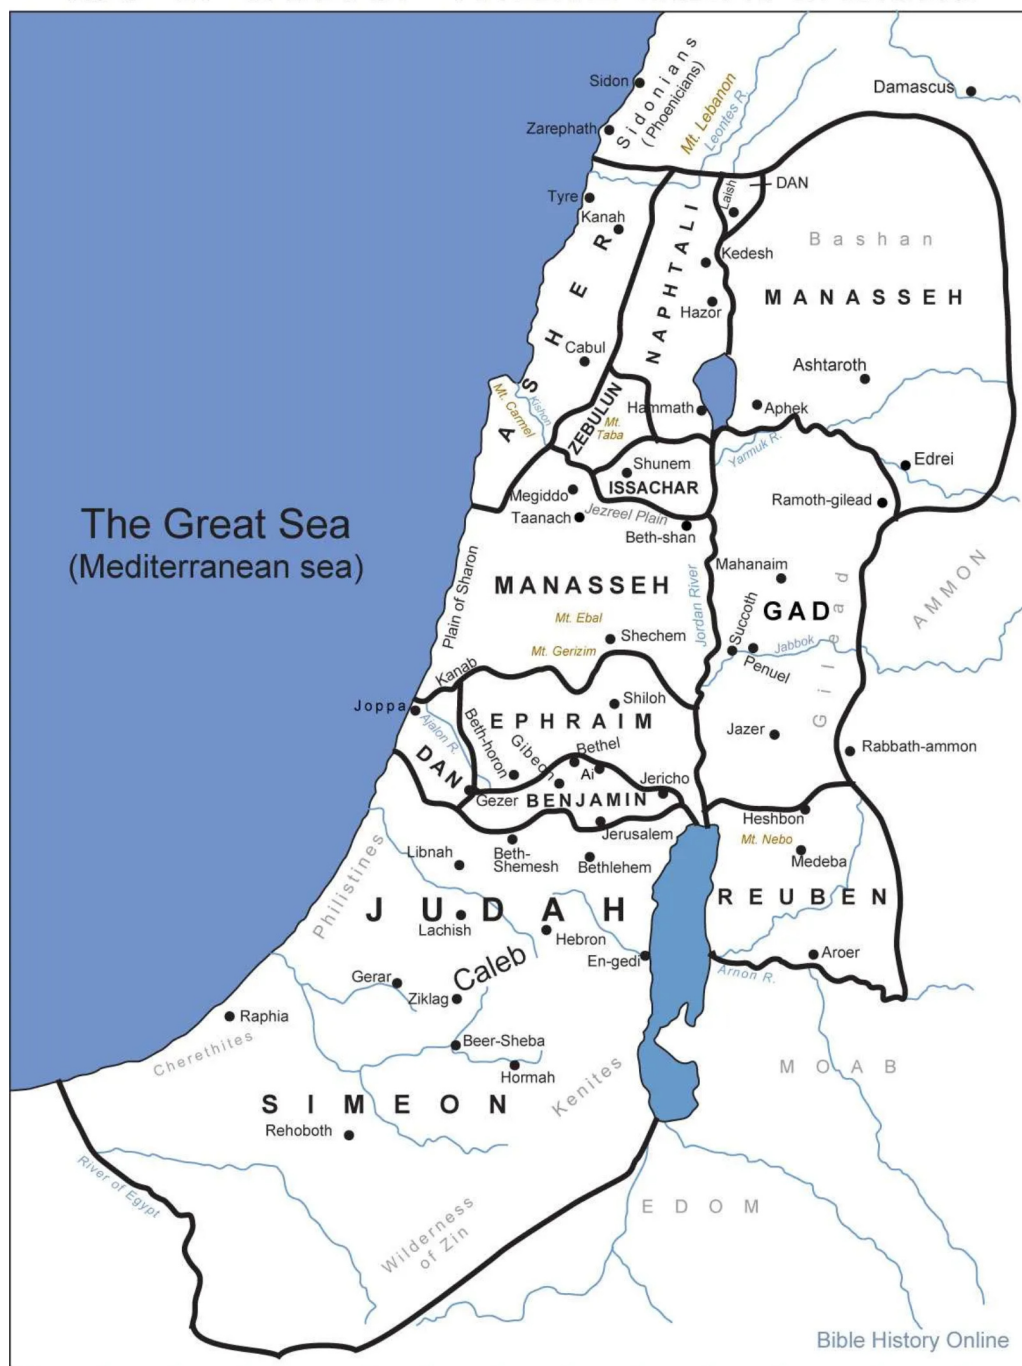 Sidonians
(Phoenicians)
Mt. Lebanon
Leontes R.
Sidon
Damascus
Zarephath
DAN
Laish
Tyre
Kanah
Bashan
Kedesh
NAPHTALI
MANASSEH
ASHER
Hazor
Cabul
Ashtaroth
Mt. Carmel
Kishon
ZEBULUN
Mt.
Taba
Hammath
Aphek
Yarmuk R.
Edrei
Shunem
ISSACHAR
Megiddo
Taanach
Jezreel Plain
Beth-shan
Ramoth-gilead
The Great Sea
(Mediterranean sea)
Plain of Sharon
MANASSEH
Jordan River
Mahanaim
GAD
Gilead
AMMON
Mt. Ebal
Shechem
Mt. Gerizim
Succoth
Penuel
Jabbok
Kanab
Joppa
Ajalon R.
Shiloh
EPHRAIM
Jazer
Rabbath-ammon
Beth-horon
Gibeon
Bethel
Ai
DAN
Gezer
BENJAMIN
Jericho
Jerusalem
Heshbon
Mt. Nebo
Medeba
Libnah
Beth-
Shemesh
Bethlehem
Philistines
REUBEN
JUDAH
Lachish
Hebron
Caleb
En-gedi
Aroer
Arnon R.
Gerar
Ziklag
Raphia
Cherethites
Beer-Sheba
Hormah
Kenites
MOAB
SIMEON
Rehoboth
River of Egypt
Wilderness
of Zin
EDOM
Bible History Online